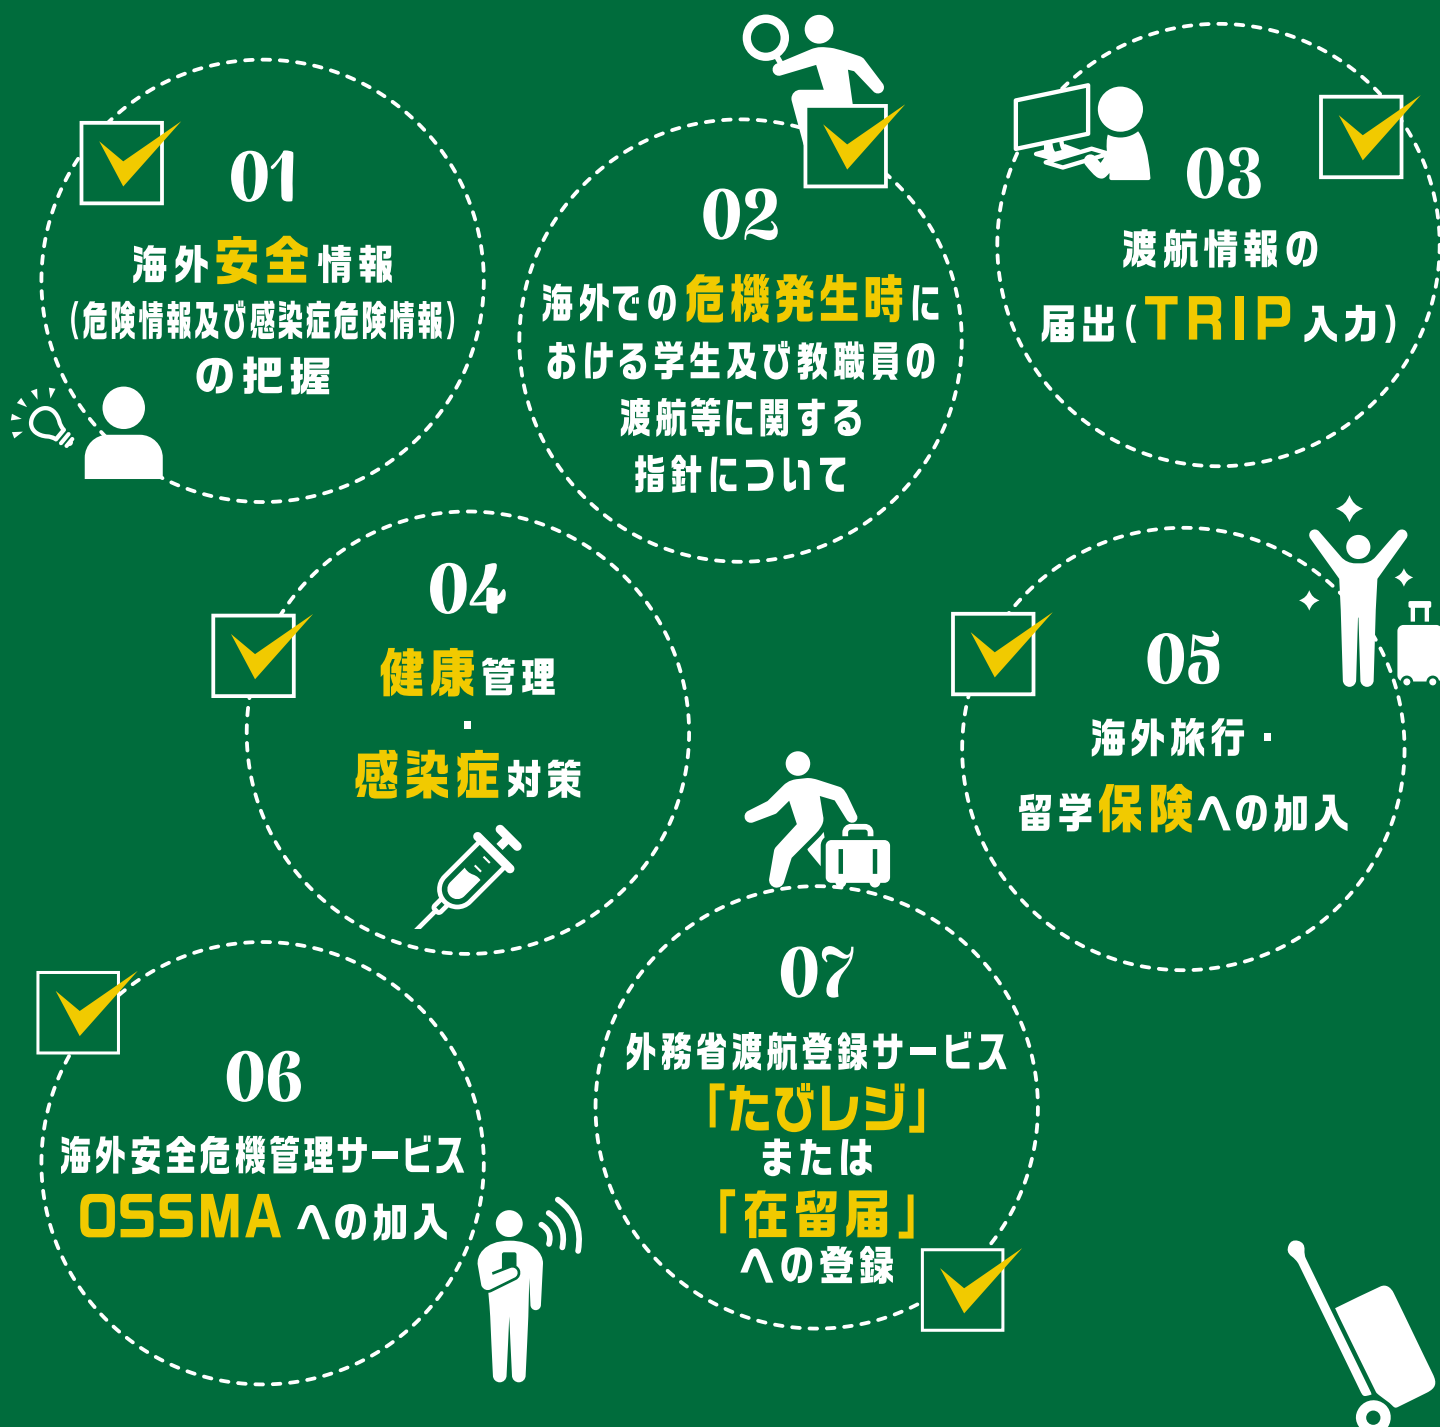 01
海外安全情報
(危険情報及び感染症危険情報)
の把握
02
海外での危機発生時に
おける学生及び教職員の
渡航等に関する
指針について
03
渡航情報の
届出(TRIP入力)
04
健康管理
・
感染症対策
05
海外旅行・
留学保険への加入
06
海外安全危機管理サービス
OSSMAへの加入
07
外務省渡航登録サービス
「たびレジ」
または
「在留届」
への登録